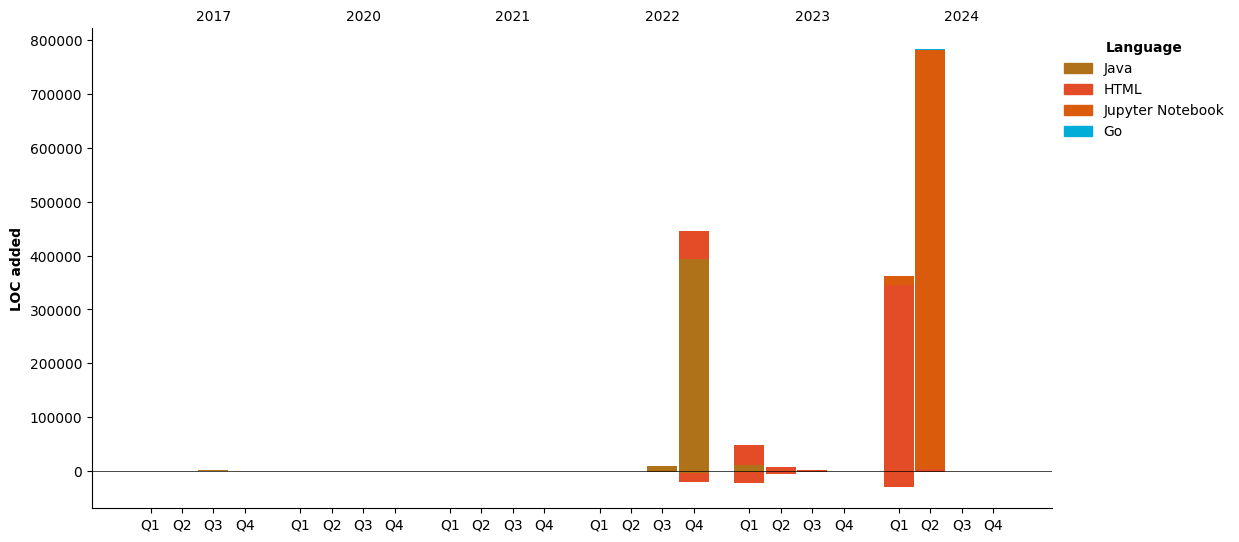 2017 2020 2021 2022 2023 2024
800000
700000
600000
500000
400000
300000
200000
100000
0
LOC added
Q1 Q2 Q3 Q4 Q1 Q2 Q3 Q4 Q1 Q2 Q3 Q4 Q1 Q2 Q3 Q4 Q1 Q2 Q3 Q4 Q1 Q2 Q3 Q4
Language
Java
HTML
Jupyter Notebook
Go